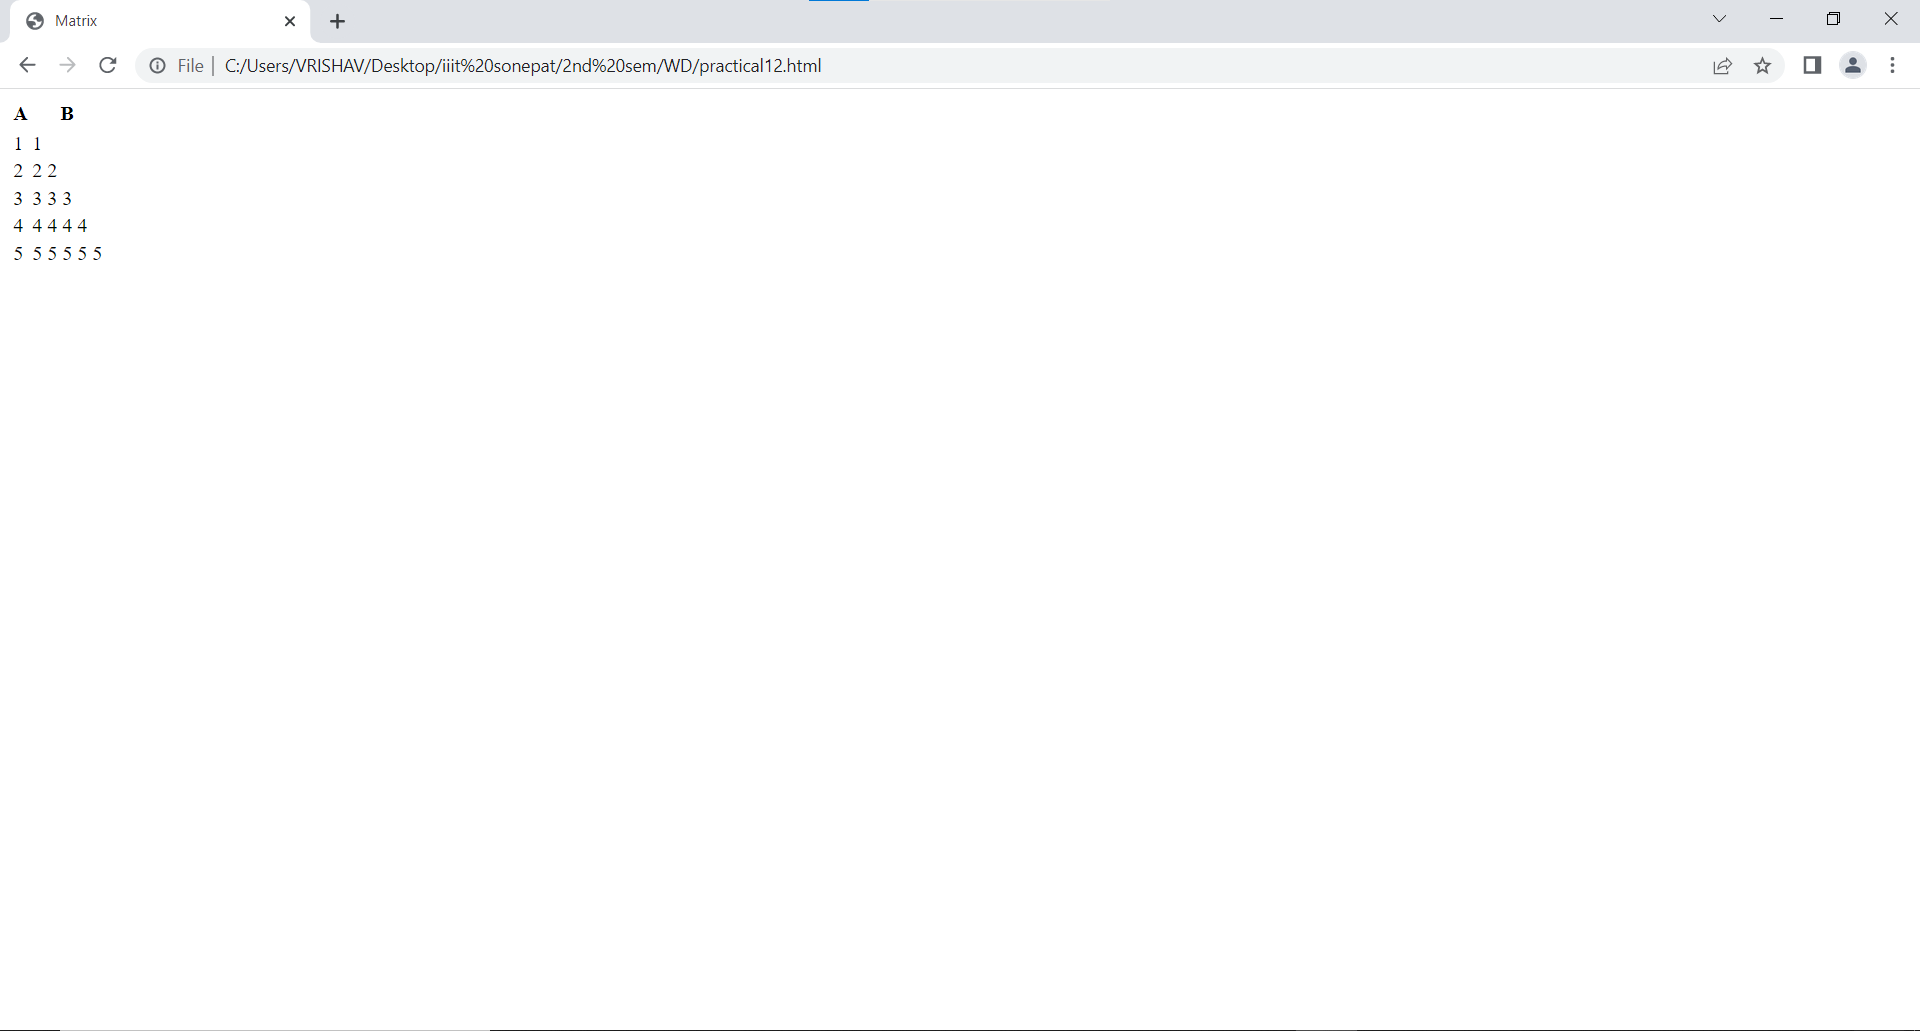 Matrix
File | C:/Users/VRISHAV/Desktop/iiit%20sonepat/2nd%20sem/WD/practical12.html
A B
1 1
2 2 2
3 3 3 3
4 4 4 4 4
5 5 5 5 5 5